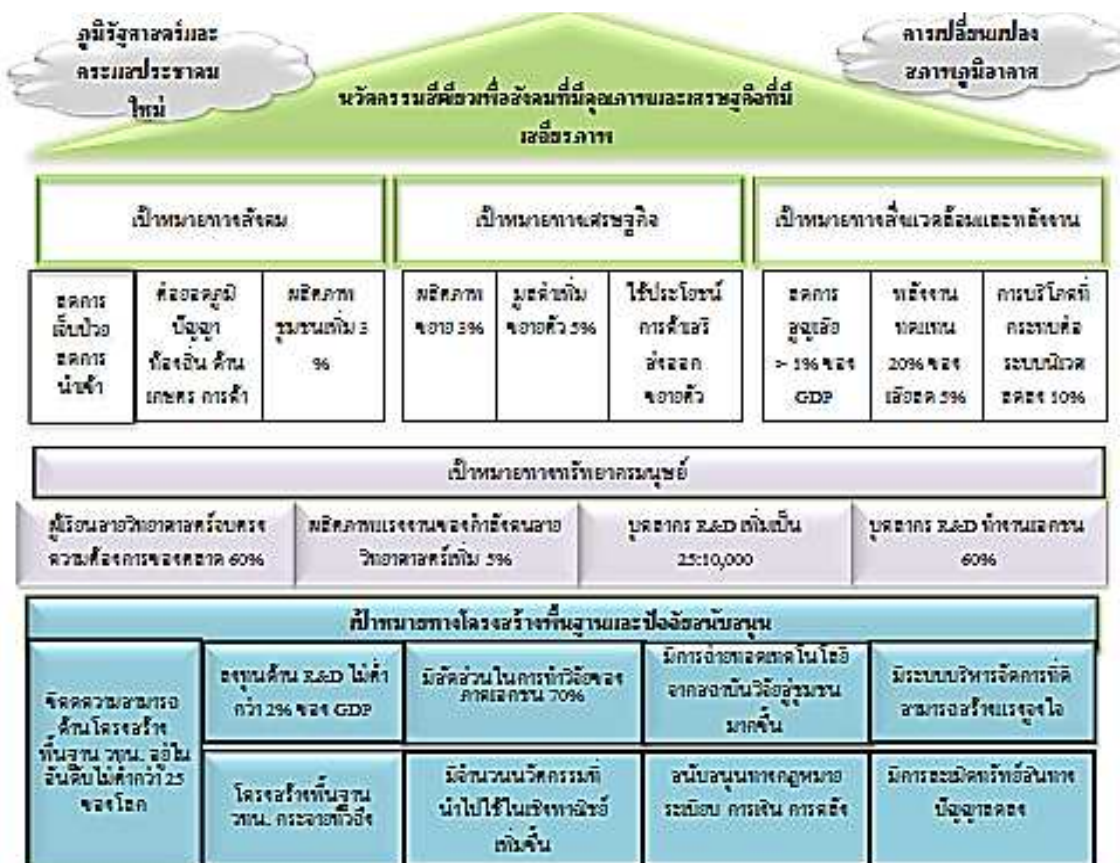 ภูมิรัฐศาสตร์และ
กระแสประชาคม
ใหม่
การเปลี่ยนแปลง
สภาพภูมิอากาศ
นวัตกรรมสีเขียวเพื่อสังคมที่มีคุณภาพและเศรษฐกิจที่มี
เสถียรภาพ
เป้าหมายทางสังคม
เป้าหมายทางเศรษฐกิจ
เป้าหมายทางสิ่งแวดล้อมและพลังงาน
ลดการ
เจ็บป่วย
ลดการ
นำเข้า
ต่อยอดภูมิ
ปัญญา
ท้องถิ่น ด้าน
เกษตร การค้า
ผลิตภาพ
ชุมชนเพิ่ม 3
%
ผลิตภาพ
ขยาย 3%
มูลค่าเพิ่ม
ขยายตัว 5%
ใช้ประโยชน์
การค้าเสรี
ส่งออก
ขยายตัว
ลดการ
สูญเสีย
> 1% ของ
GDP
พลังงาน
ทดแทน
20% ของ
เสียลด 5%
การบริโภคที่
กระทบต่อ
ระบบนิเวศ
ลดลง 10%
เป้าหมายทางทรัพยากรมนุษย์
ผู้เรียนสายวิทยาศาสตร์จบตรง
ความต้องการของตลาด 60%
ผลิตภาพแรงงานของกำลังคนสาย
วิทยาศาสตร์เพิ่ม 5%
บุคลากร R&D เพิ่มเป็น
25:10,000
บุคลากร R&D ทำงานเอกชน
60%
เป้าหมายทางโครงสร้างพื้นฐานและปัจจัยสนับสนุน
ขีดความสามารถ
ด้านโครงสร้าง
พื้นฐาน วทน. อยู่ใน
อันดับไม่ต่ำกว่า 25
ของโลก
ลงทุนด้าน R&D ไม่ต่ำ
กว่า 2% ของ GDP
มีสัดส่วนในการทำวิจัยของ
ภาคเอกชน 70%
มีการถ่ายทอดเทคโนโลยี
จากสถาบันวิจัยสู่ชุมชน
มากขึ้น
มีระบบบริหารจัดการที่ดี
สามารถสร้างแรงจูงใจ
โครงสร้างพื้นฐาน
วทน. กระจายทั่วถึง
มีจำนวนนวัตกรรมที่
นำไปใช้ในเชิงพาณิชย์
เพิ่มขึ้น
สนับสนุนทางกฎหมาย
ระเบียบ การเงิน การคลัง
มีการละเมิดทรัพย์สินทาง
ปัญญาลดลง